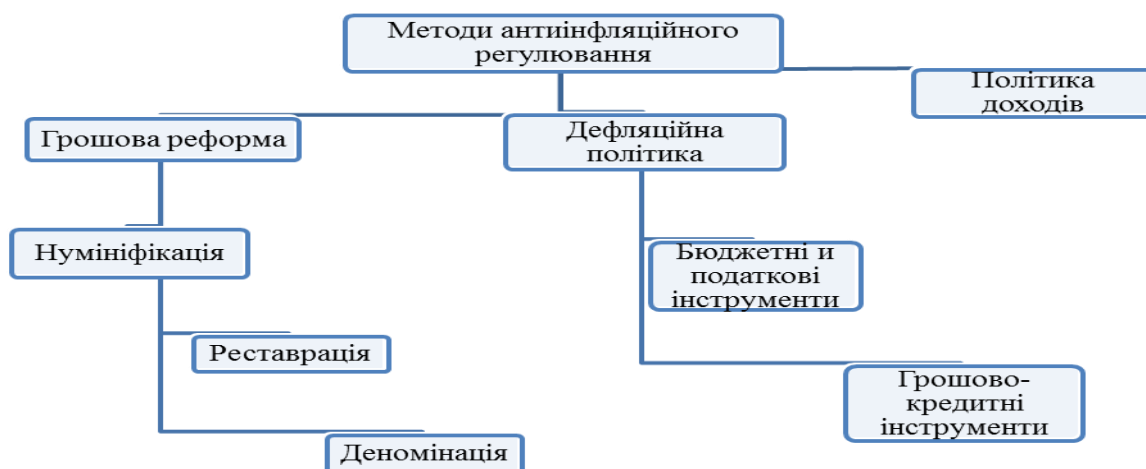 Методи антиінфляційного
регулювання
Політика
доходів
Грошова реформа
Дефляційна
політика
Нумініфікація
Бюджетні и
податкові
інструменти
Реставрація
Грошово-
кредитні
інструменти
Деномінація